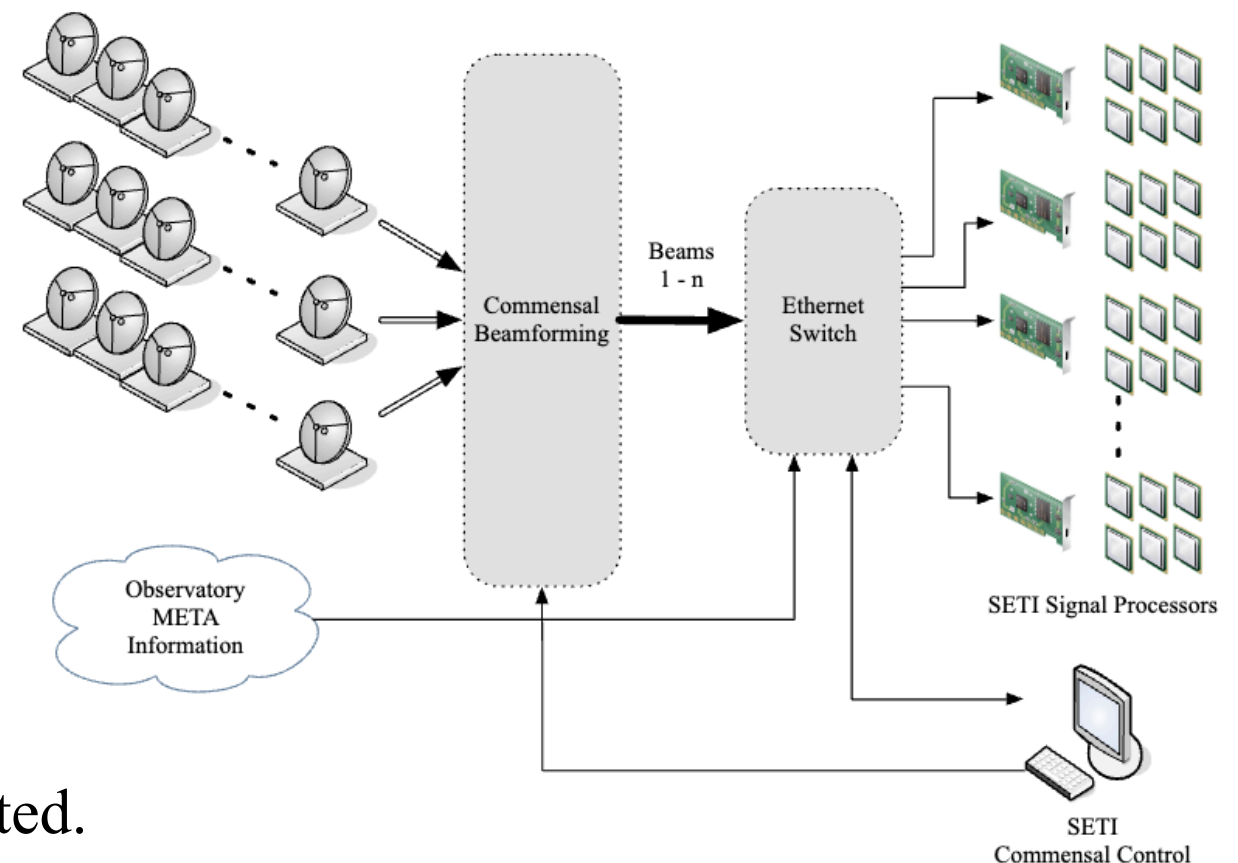 Beams
1 - n
Commensal
Beamforming
Ethernet
Switch
Observatory
META
Information
SETI Signal Processors
SETI
Commensal Control
ted.